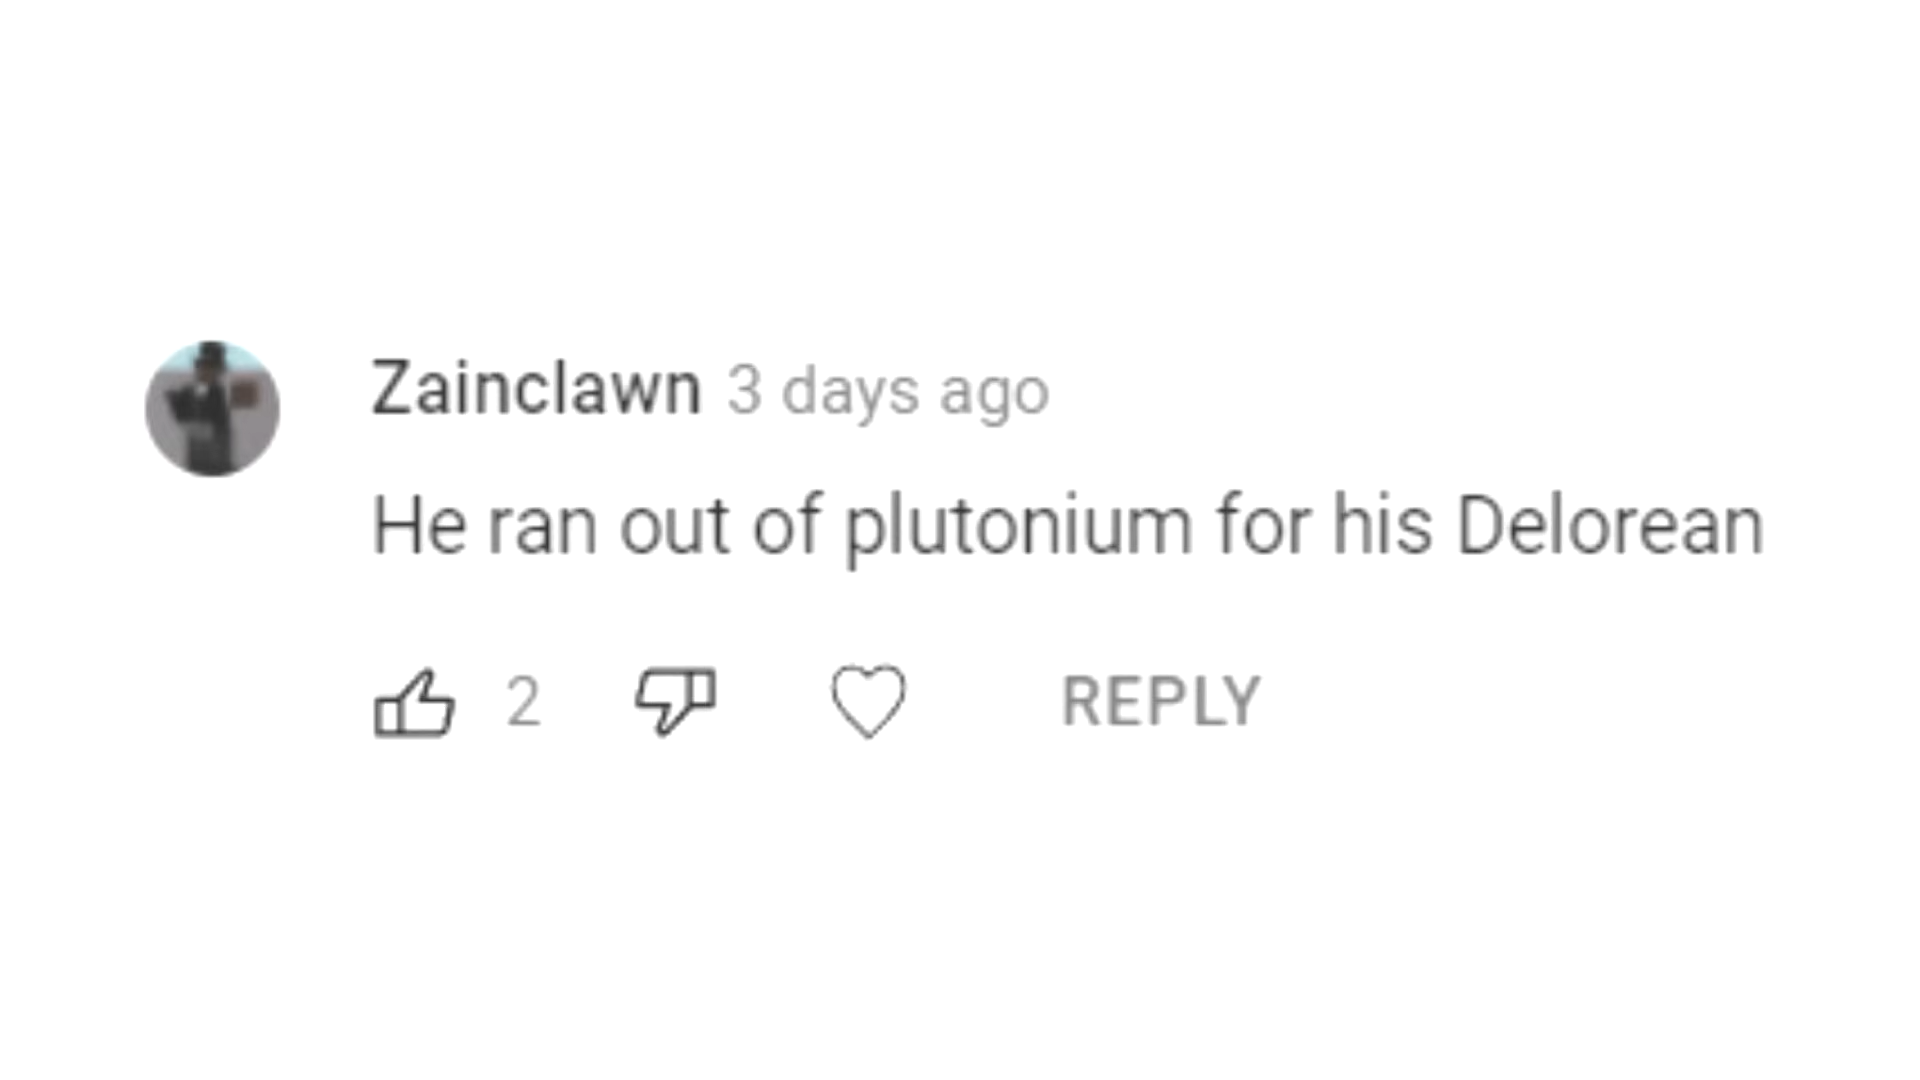 Zainclawn 3 days ago
He ran out of plutonium for his Delorean
2 REPLY